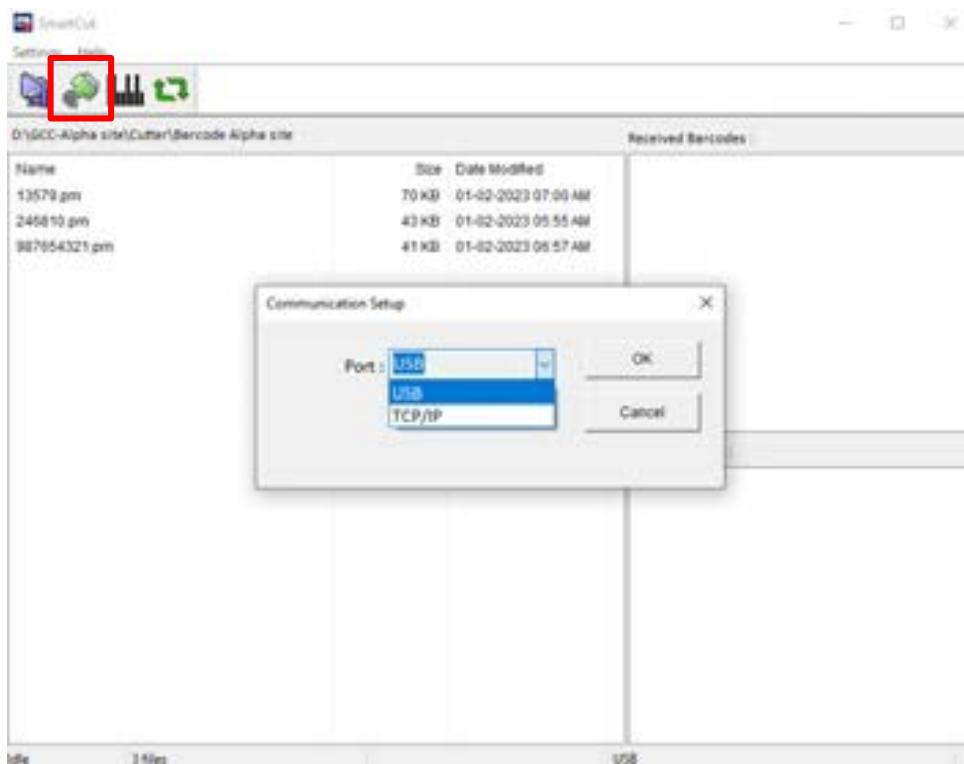 SmartCut
Settings Help
D:\GCC-Alpha site\Cutter\Bercode Alpha site
Received Barcodes :
Name Size Date Modified
13579.pm 70 KB 01-02-2023 07:00 AM
246810.pm 43 KB 01-02-2023 05:55 AM
987654321.pm 41 KB 01-02-2023 06:57 AM
Communication Setup
Port : USB
OK
USB
TCP/IP
Cancel
Idle 3 files USB